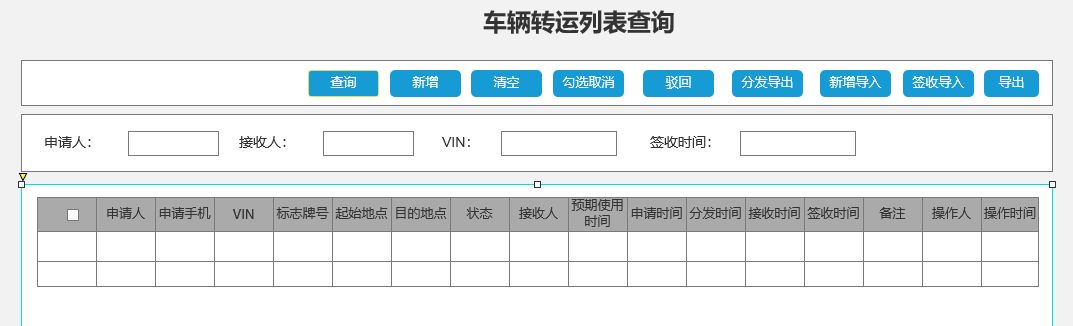 车辆转运列表查询
查询 新增 清空 勾选取消 驳回 分发导出 新增导入 签收导入 导出
申请人： 接收人： VIN： 签收时间：
申请人 申请手机 VIN 标志牌号 起始地点 目的地点 状态 接收人 预期使用时间 申请时间 分发时间 接收时间 签收时间 备注 操作人 操作时间